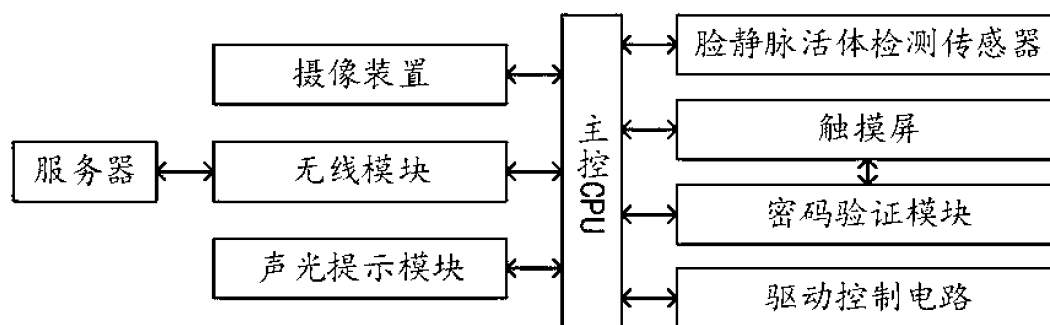 脸静脉活体检测传感器
摄像装置
触摸屏
主控CPU
服务器
无线模块
密码验证模块
声光提示模块
驱动控制电路